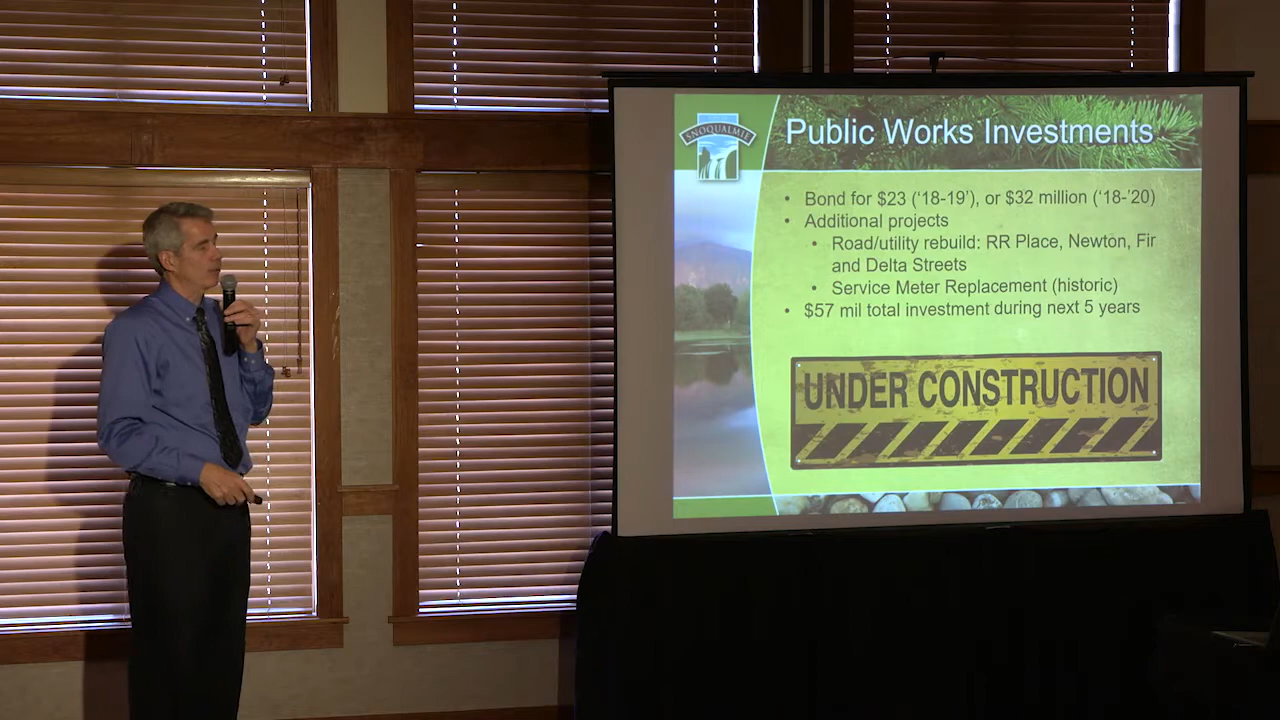 SNOQUALMIE
Public Works Investments
• Bond for $23 (‘18-19’), or $32 million (‘18-’20)
• Additional projects
• Road/utility rebuild: RR Place, Newton, Fir
and Delta Streets
• Service Meter Replacement (historic)
• $57 mil total investment during next 5 years
UNDER CONSTRUCTION